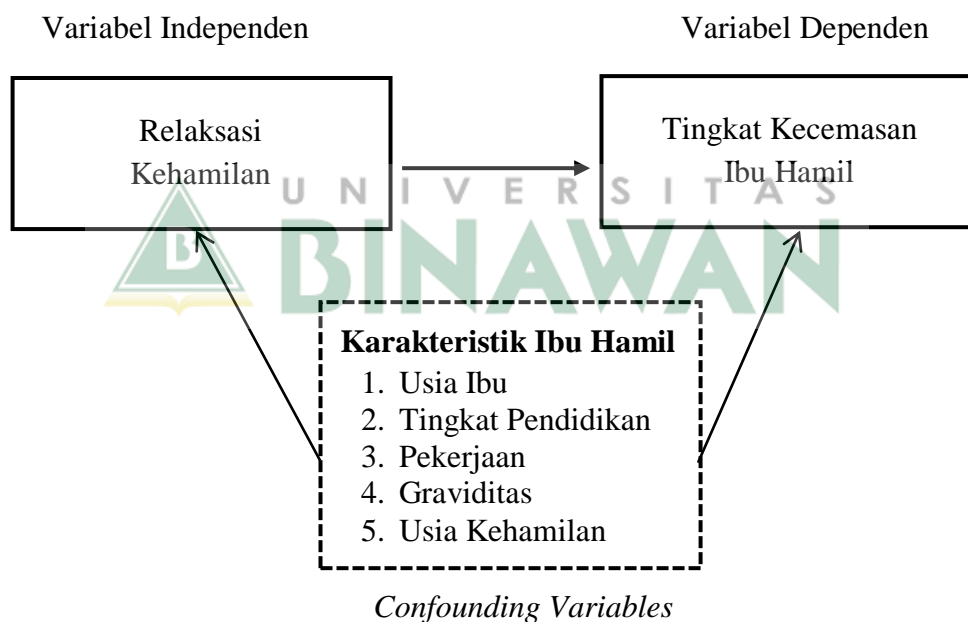 Variabel Independen
Variabel Dependen
Relaksasi
Kehamilan
Tingkat Kecemasan
Ibu Hamil
UNIVERSITAS
B
BINAWAN
Karakteristik Ibu Hamil
1. Usia Ibu
2. Tingkat Pendidikan
3. Pekerjaan
4. Graviditas
5. Usia Kehamilan
Confounding Variables